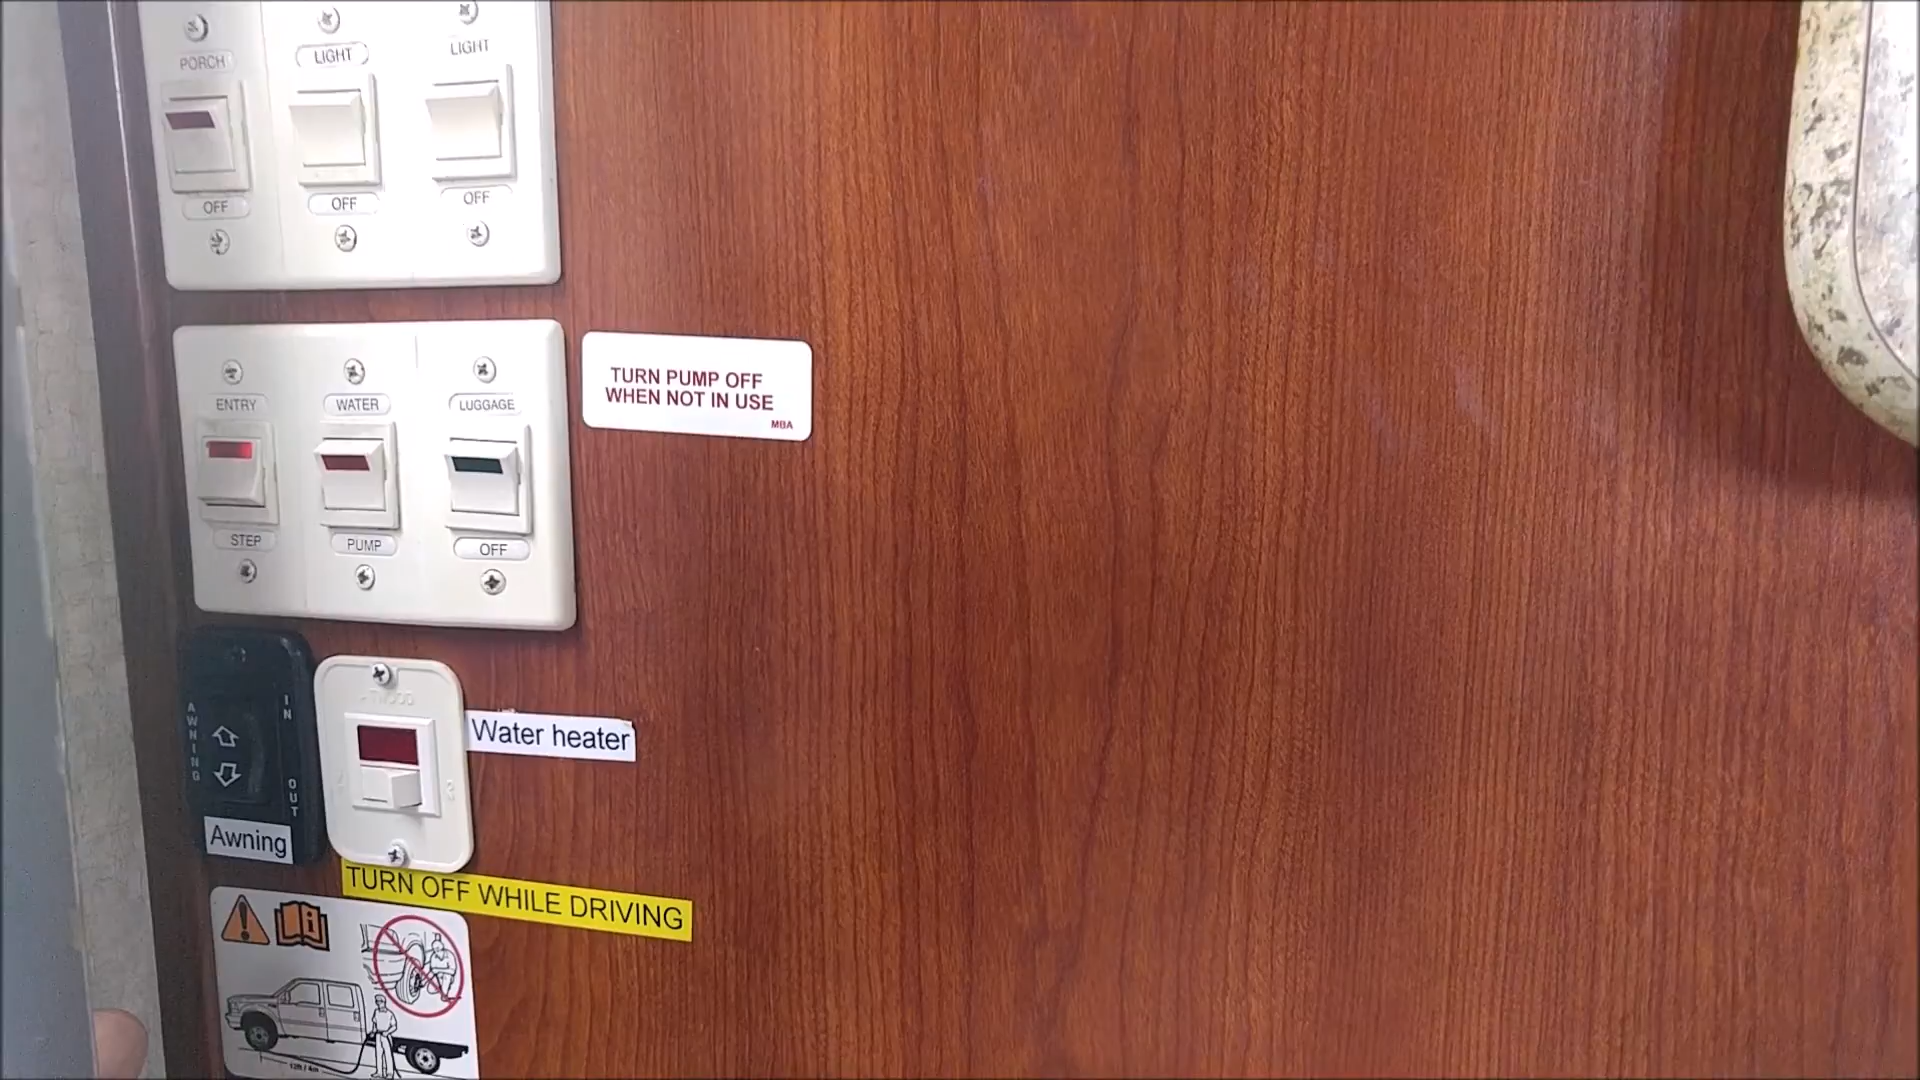 PORCH
LIGHT
LIGHT
OFF
OFF
OFF
ENTRY
WATER
LUGGAGE
STEP
PUMP
OFF
TURN PUMP OFF
WHEN NOT IN USE
MBA
AWNING
IN
OUT
Awning
Water heater
TURN OFF WHILE DRIVING